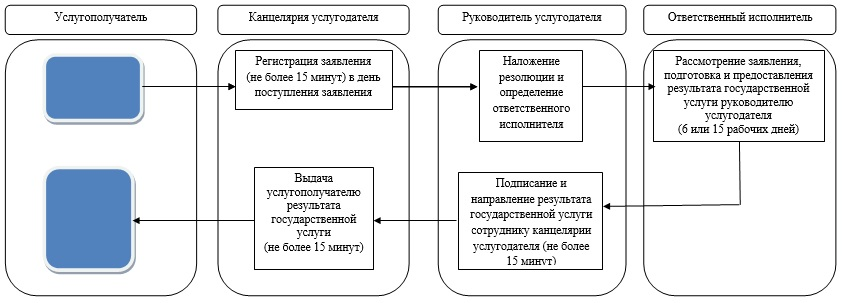 Услугополучатель
Канцелярия услугодателя
Руководитель услугодателя
Ответственный исполнитель
Регистрация заявления
(не более 15 минут) в день
поступления заявления
Наложение
резолюции и
определение
ответственного
исполнителя
Рассмотрение заявления,
подготовка и предоставления
результата государственной
услуги руководителю
услугодателя
(6 или 15 рабочих дней)
Выдача
услугополучателю
результата
государственной
услуги
(не более 15 минут)
Подписание и
направление результата
государственной услуги
сотруднику канцелярии
услугодателя (не более
15 минут)